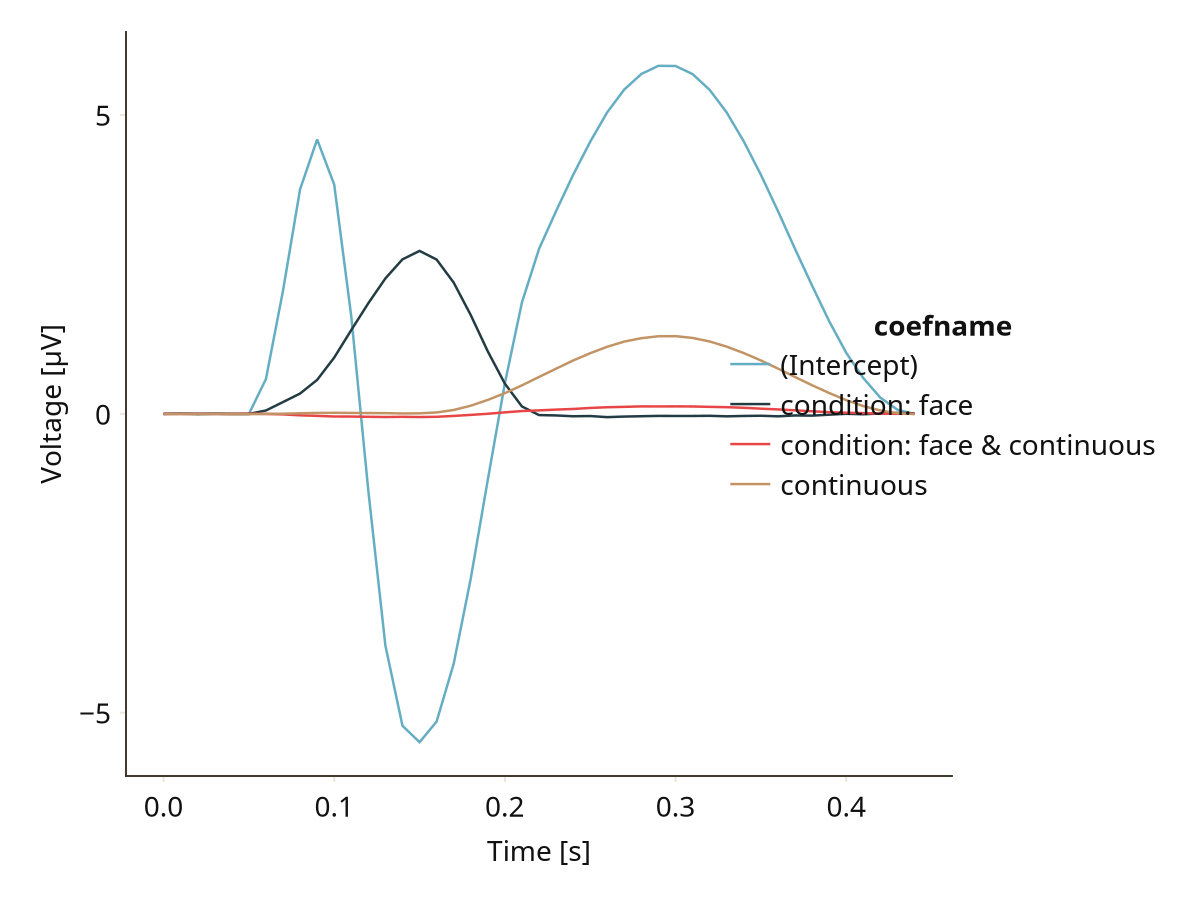 5
0
−5
Voltage [µV]
0.0 0.1 0.2 0.3 0.4
Time [s]
coefname
(Intercept)
condition: face
condition: face & continuous
continuous